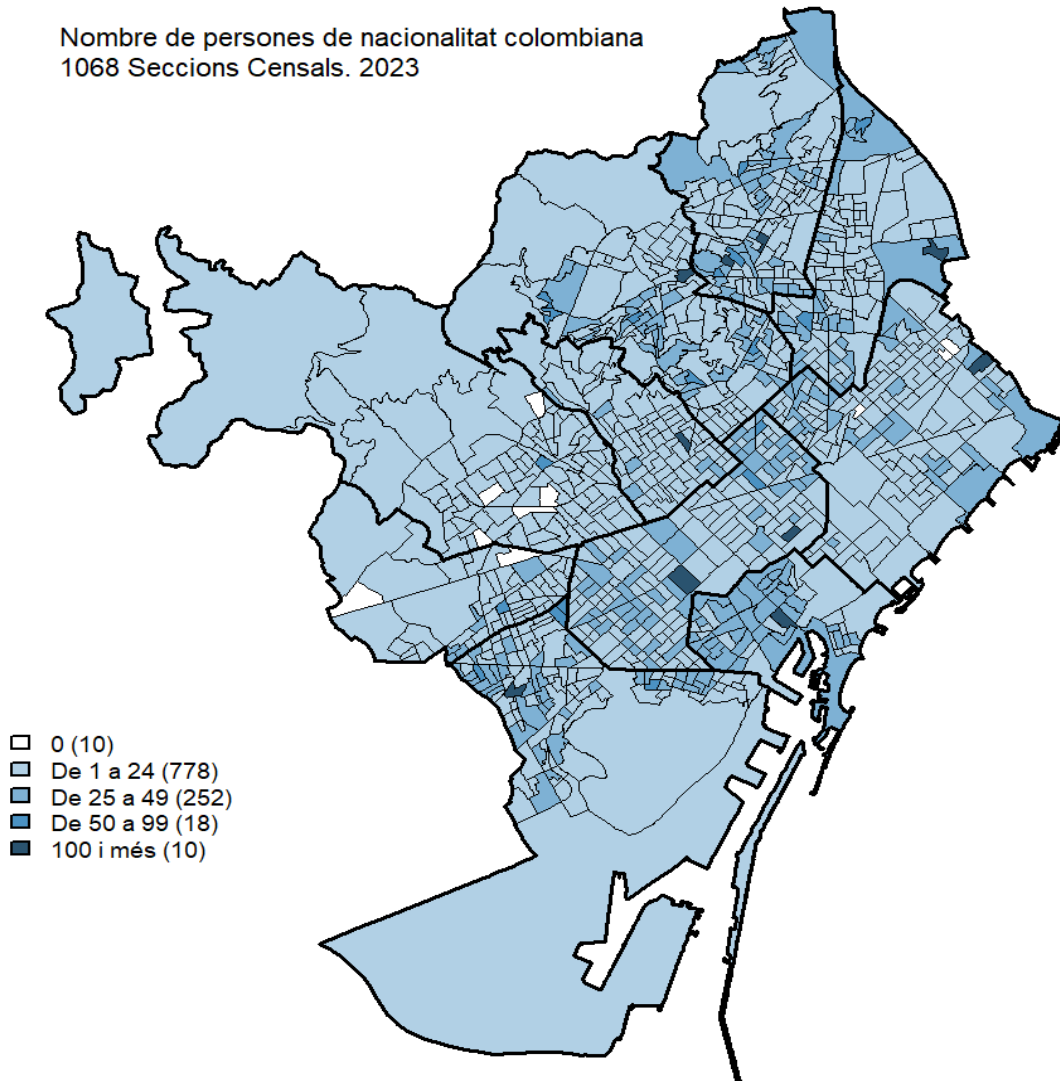 Nombre de persones de nacionalitat colombiana
1068 Seccions Censals. 2023
0 (10)
De 1 a 24 (778)
De 25 a 49 (252)
De 50 a 99 (18)
100 i més (10)